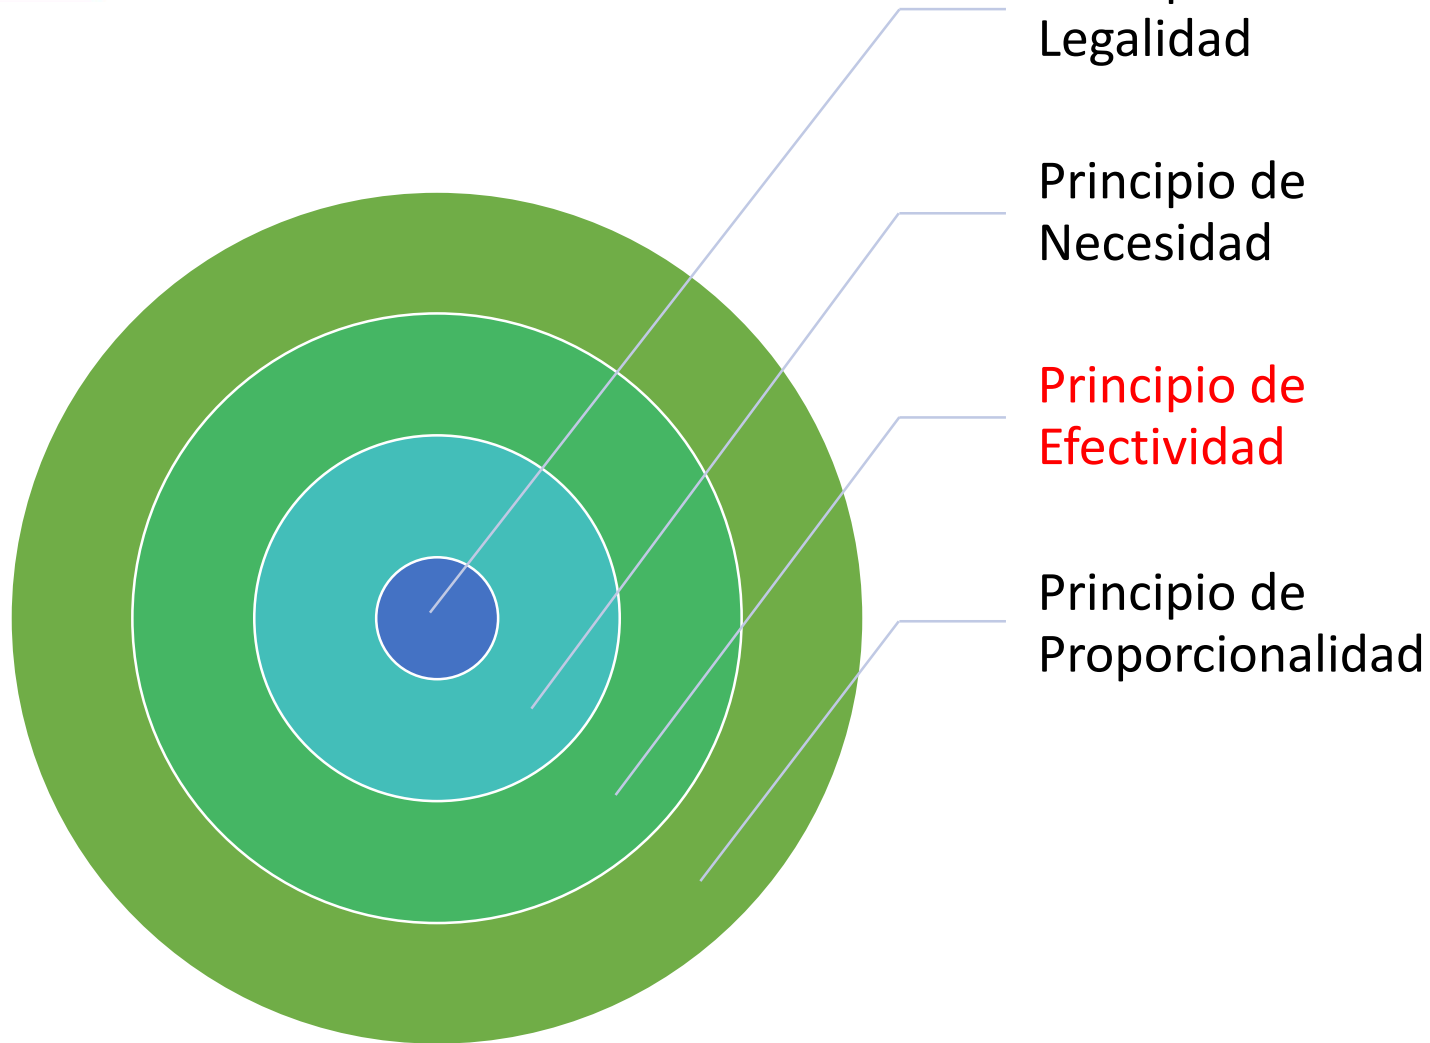 Legalidad
Principio de
Necesidad
Principio de
Efectividad
Principio de
Proporcionalidad